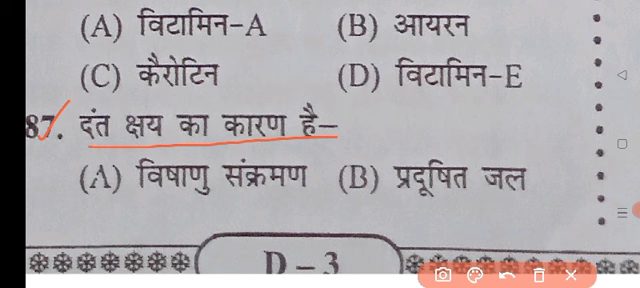 (A) विटामिन-A (B) आयरन
(C) कैरोटिन (D) विटामिन-E
87. दंत क्षय का कारण है-
(A) विषाणु संक्रमण (B) प्रदूषित जल
D-3